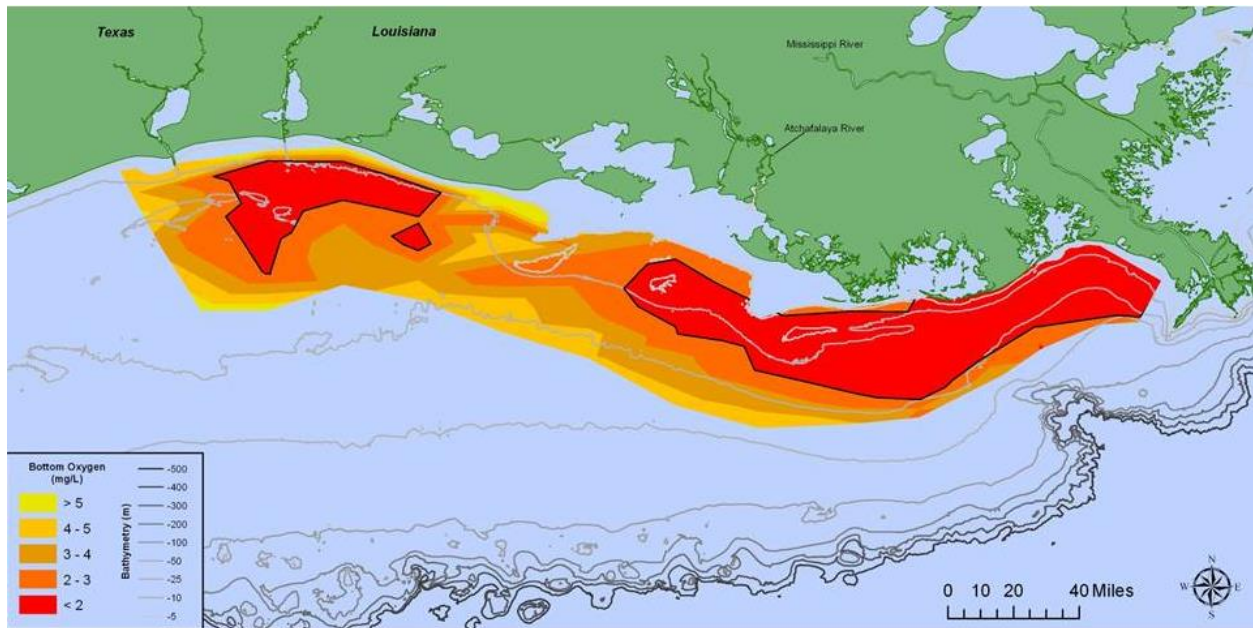 Texas
Louisiana
Mississippi River
Atchafalaya River
Bottom Oxygen
(mg/L)
> 5
4 - 5
3 - 4
2 - 3
< 2
Bathymetry (m)
-500
-400
-300
-200
-100
-50
-25
-10
-5
0 10 20 40 Miles
N
W E
S